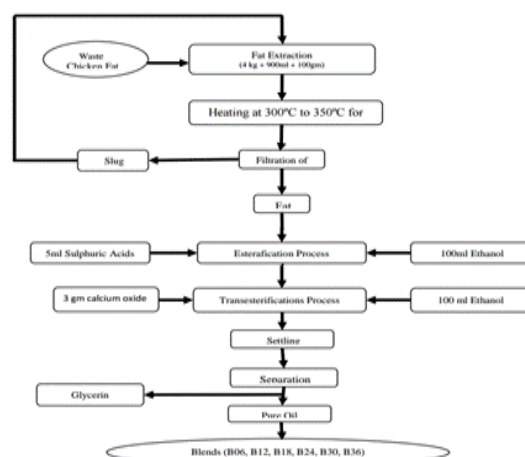 Waste
Chicken Fat
Fat Extraction
(4 kg + 900ml + 100gm)
Heating at 300ºC to 350ºC for
Slug
Filtration of
Fat
5ml Sulphuric Acids
Esterafication Process
100ml Ethanol
3 gm calcium oxide
Transesterifications Process
100 ml Ethanol
Settling
Separation
Glycerin
Pure Oil
Blends (B06, B12, B18, B24, B30, B36)